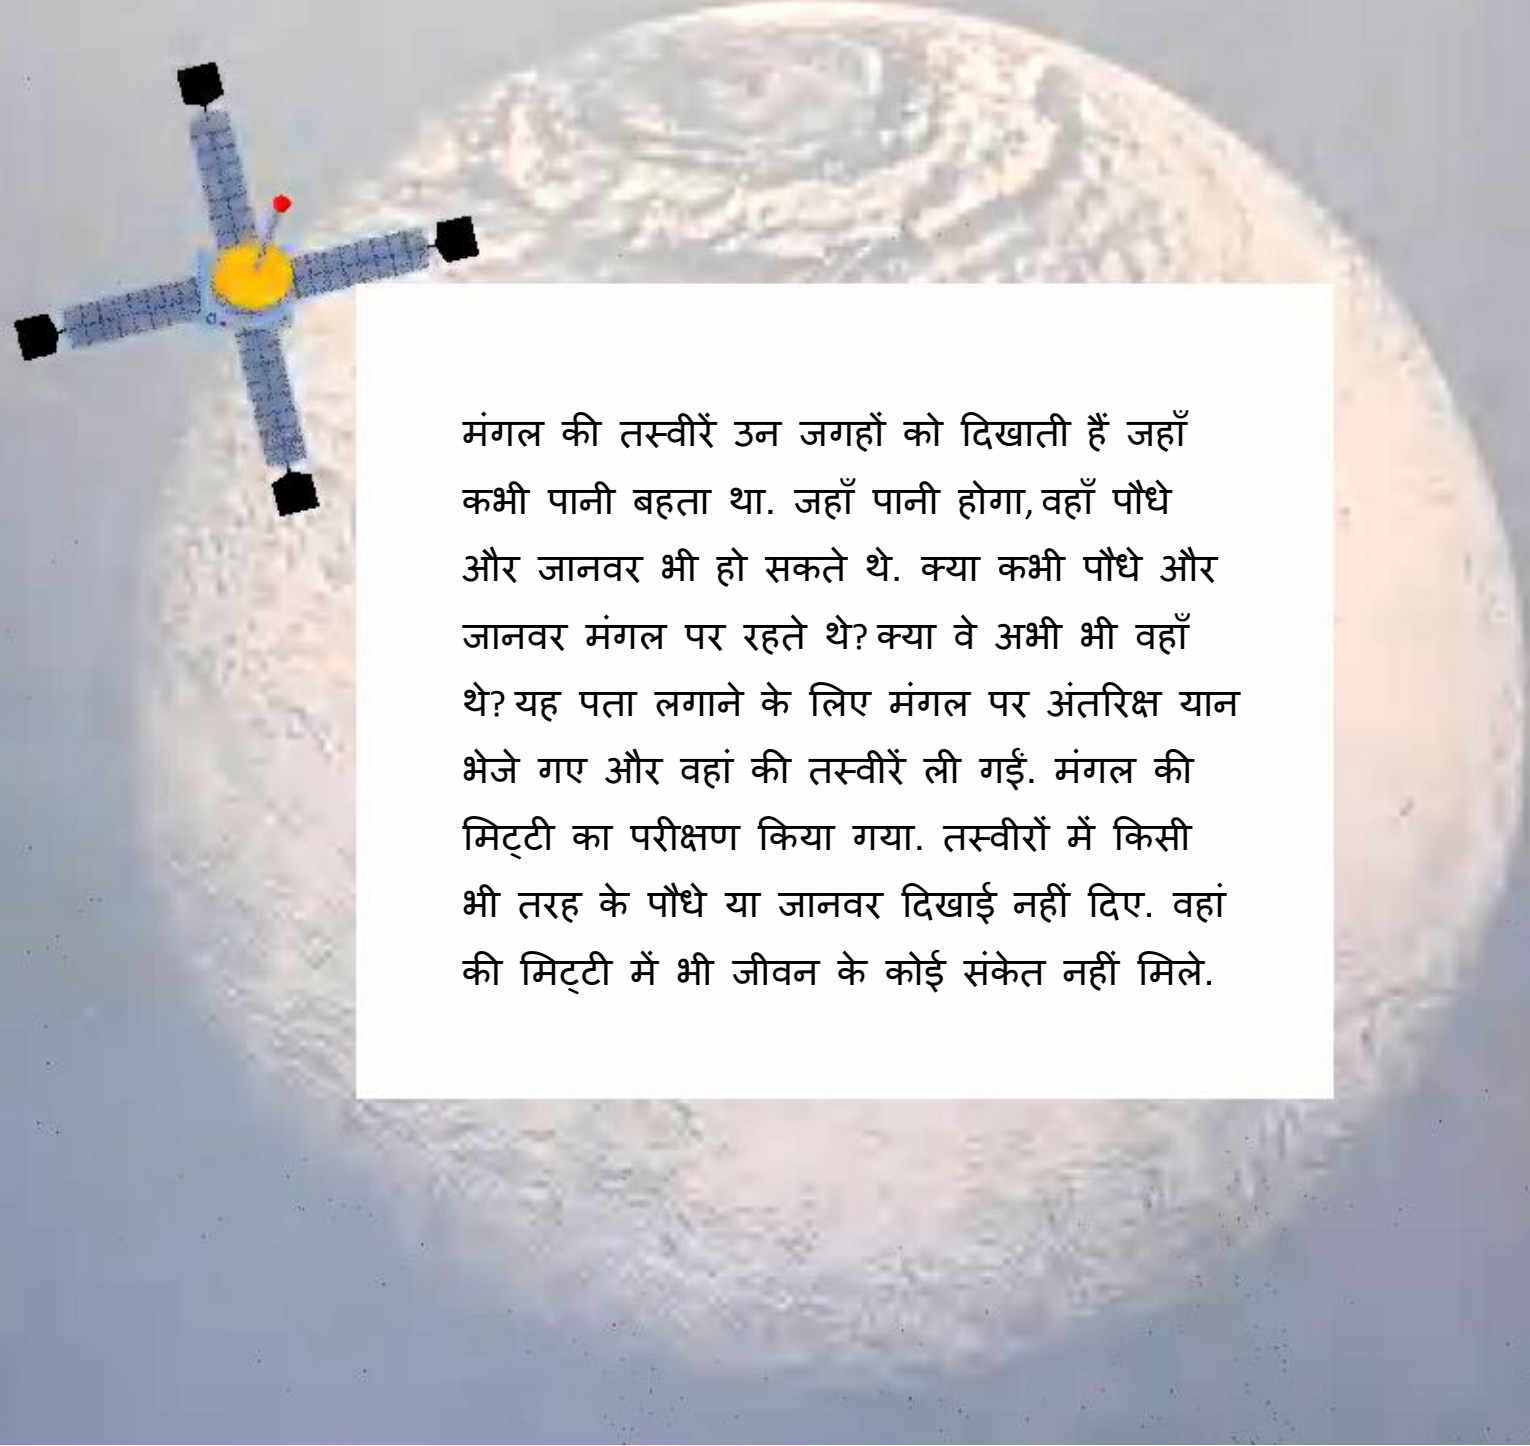 मंगल की तस्वीरें उन जगहों को दिखाती हैं जहाँ
कभी पानी बहता था. जहाँ पानी होगा, वहाँ पौधे
और जानवर भी हो सकते थे. क्या कभी पौधे और
जानवर मंगल पर रहते थे? क्या वे अभी भी वहाँ
थे? यह पता लगाने के लिए मंगल पर अंतरिक्ष यान
भेजे गए और वहां की तस्वीरें ली गईं. मंगल की
मिट्टी का परीक्षण किया गया. तस्वीरों में किसी
भी तरह के पौधे या जानवर दिखाई नहीं दिए. वहां
की मिट्टी में भी जीवन के कोई संकेत नहीं मिले.